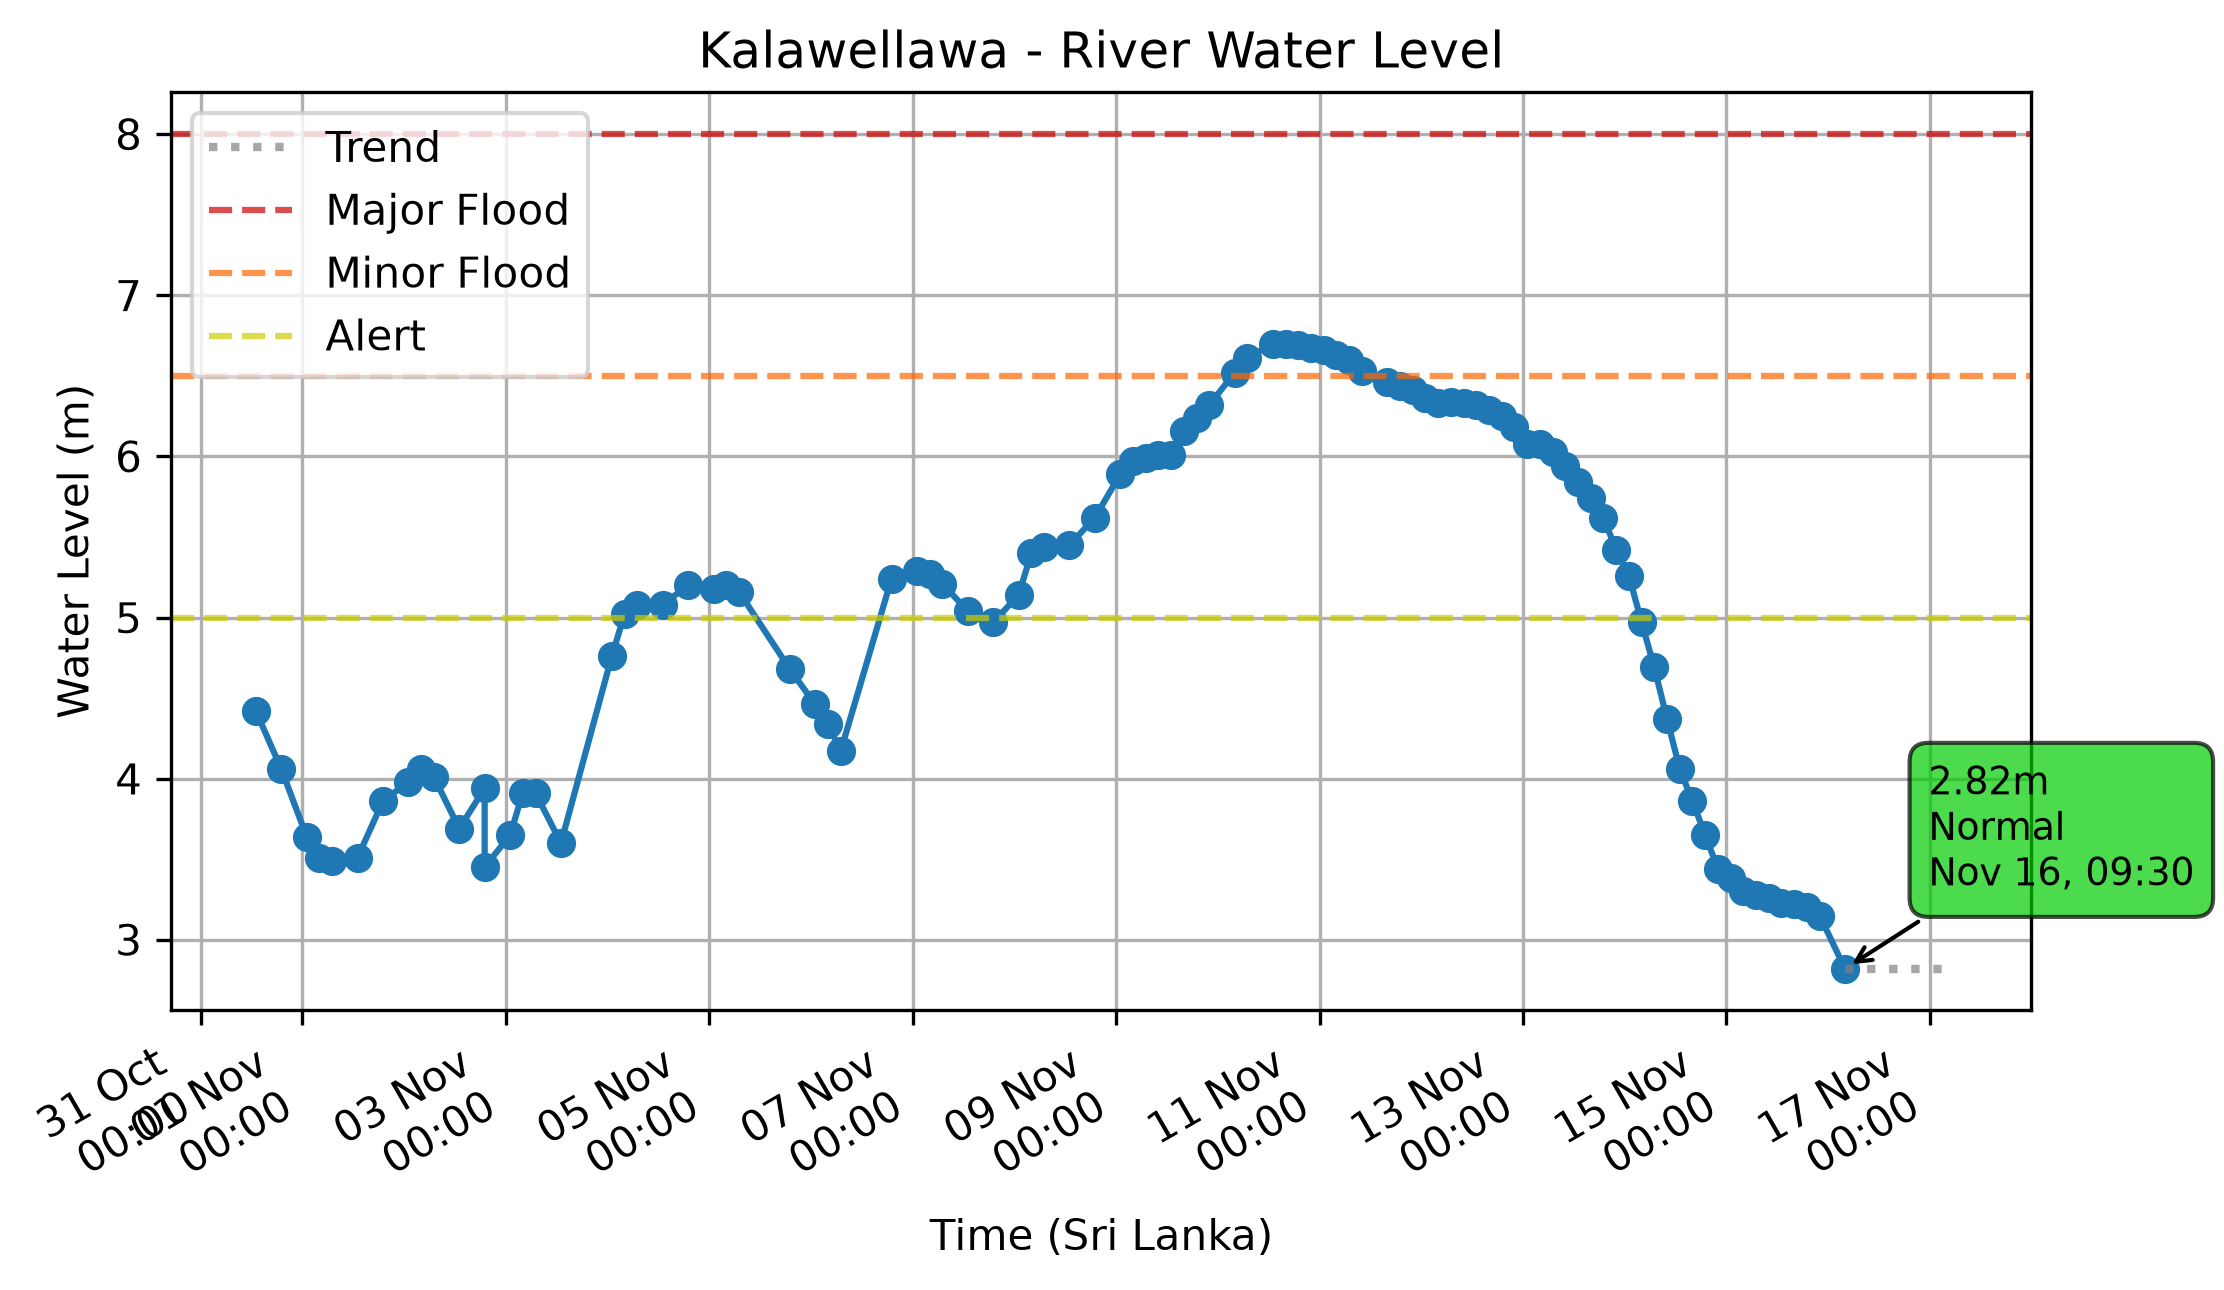 Kalawellawa - River Water Level
Trend
Major Flood
Minor Flood
Alert
8
7
6
5
4
3
Water Level (m)
2.82m
Normal
Nov 16, 09:30
31 Oct
00:00
01 Nov
00:00
03 Nov
00:00
05 Nov
00:00
07 Nov
00:00
09 Nov
00:00
11 Nov
00:00
13 Nov
00:00
15 Nov
00:00
17 Nov
00:00
Time (Sri Lanka)